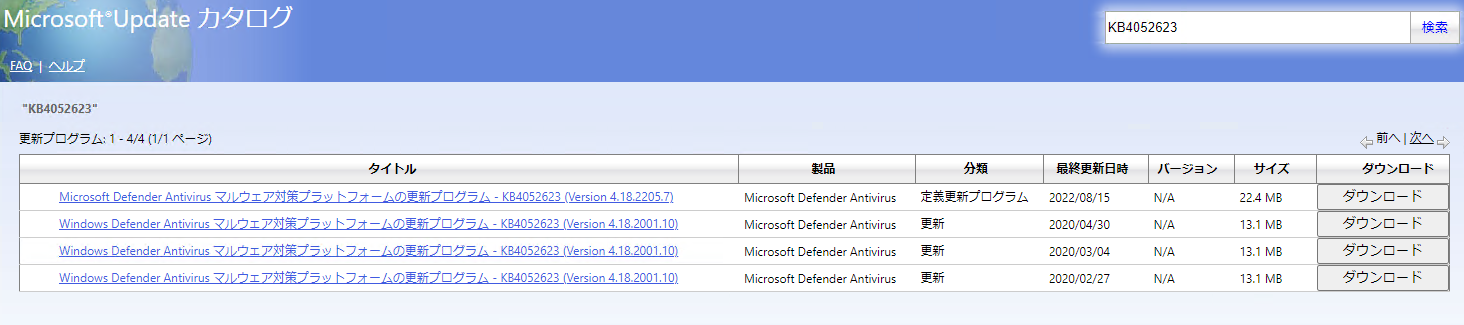 Microsoft®Update カタログ
KB4052623 検索
FAQ | ヘルプ
"KB4052623"
更新プログラム: 1 - 4/4 (1/1 ページ)
前へ | 次へ
タイトル 製品 分類 最終更新日時 バージョン サイズ ダウンロード
Microsoft Defender Antivirus マルウェア対策プラットフォームの更新プログラム - KB4052623 (Version 4.18.2205.7) Microsoft Defender Antivirus 定義更新プログラム 2022/08/15 N/A 22.4 MB ダウンロード
Windows Defender Antivirus マルウェア対策プラットフォームの更新プログラム - KB4052623 (Version 4.18.2001.10) Microsoft Defender Antivirus 更新 2020/04/30 N/A 13.1 MB ダウンロード
Windows Defender Antivirus マルウェア対策プラットフォームの更新プログラム - KB4052623 (Version 4.18.2001.10) Microsoft Defender Antivirus 更新 2020/03/04 N/A 13.1 MB ダウンロード
Windows Defender Antivirus マルウェア対策プラットフォームの更新プログラム - KB4052623 (Version 4.18.2001.10) Microsoft Defender Antivirus 更新 2020/02/27 N/A 13.1 MB ダウンロード